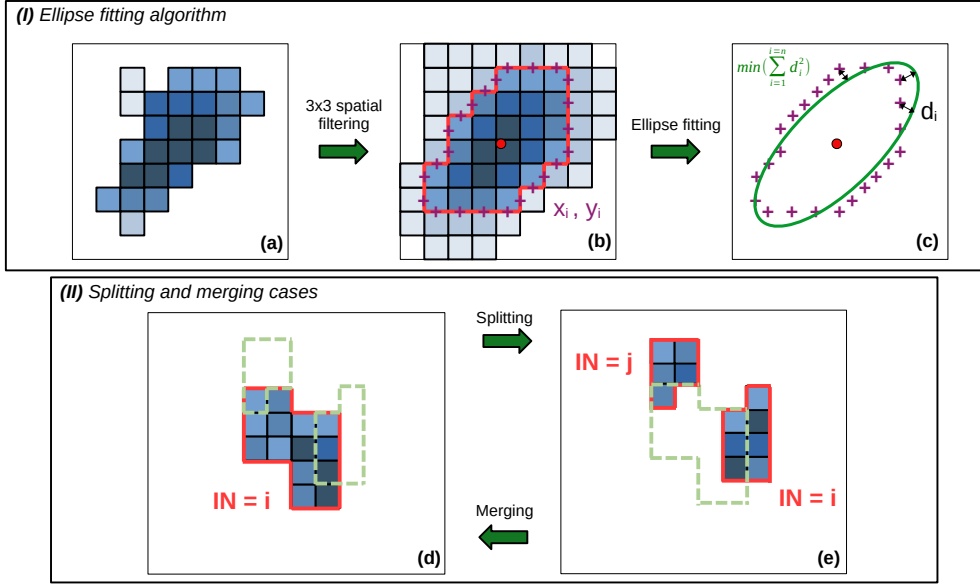 (I) Ellipse fitting algorithm
3x3 spatial
filtering
Ellipse fitting
min(∑ i=1 i=n d_i^2)
d_i
x_i , y_i
(a)
(b)
(c)
(II) Splitting and merging cases
Splitting
IN = j
IN = i
IN = i
Merging
(d)
(e)